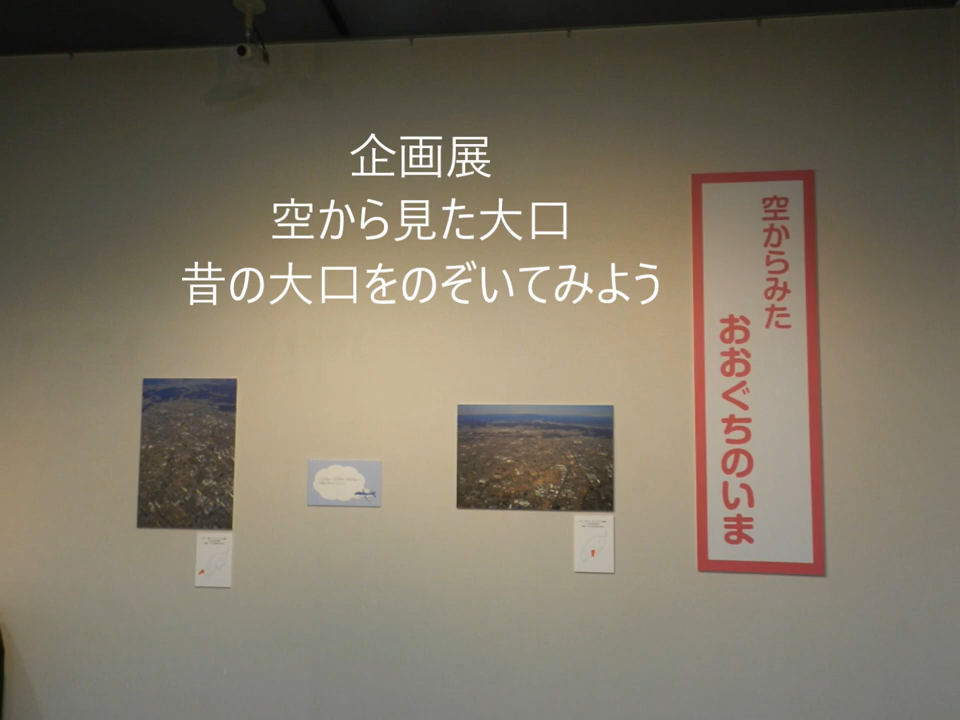 企画展
空から見た大口
昔の大口をのぞいてみよう
空からみた
おおぐちのいま